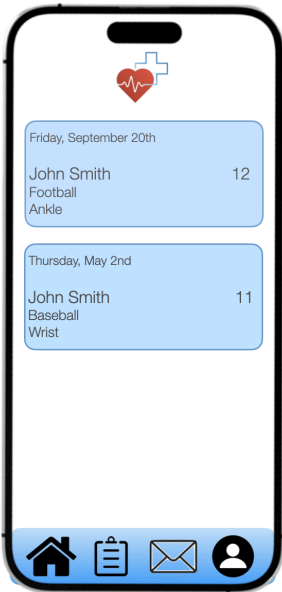 Friday, September 20th
John Smith 12
Football
Ankle
Thursday, May 2nd
John Smith 11
Baseball
Wrist